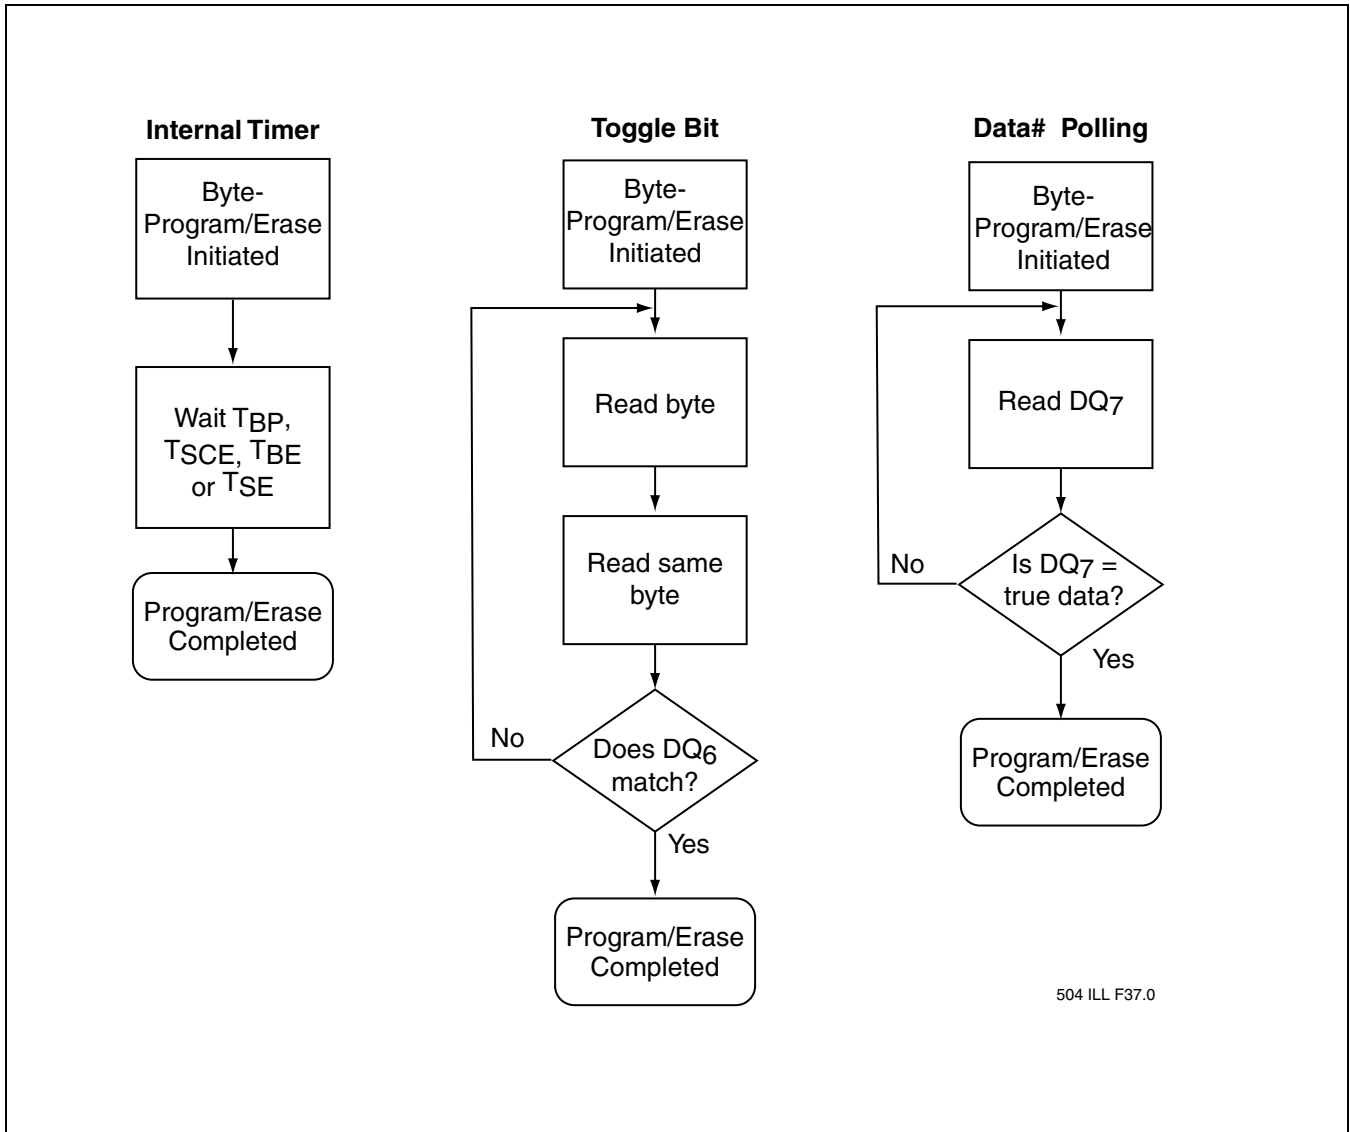 Internal Timer
Byte-
Program/Erase
Initiated
Wait TBP,
TSCE, TBE
or TSE
Program/Erase
Completed
Toggle Bit
Byte-
Program/Erase
Initiated
Read byte
Read same
byte
No
Does DQ6
match?
Yes
Program/Erase
Completed
Data# Polling
Byte-
Program/Erase
Initiated
Read DQ7
No
Is DQ7 =
true data?
Yes
Program/Erase
Completed
504 ILL F37.0